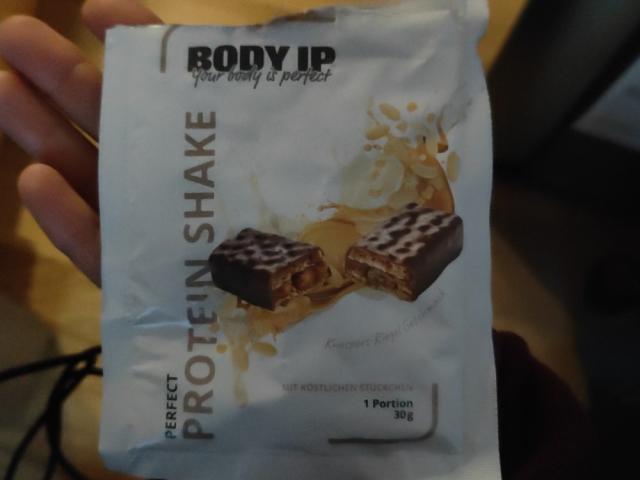 BODY IP
Your body is perfect
PERFECT
PROTEIN SHAKE
MIT KÖSTLICHEN STÜCKCHEN
1 Portion
30g